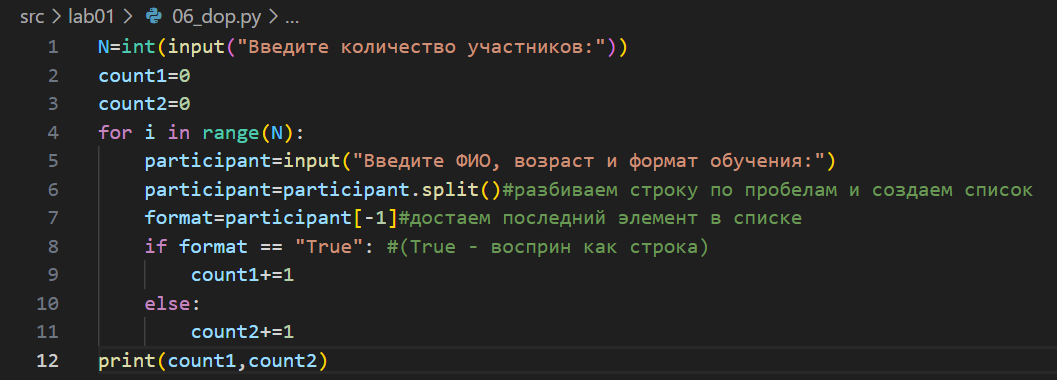 src > lab01 > 06_dop.py > ...
1 N=int(input("Введите количество участников:"))
2 count1=0
3 count2=0
4 for i in range(N):
5     participant=input("Введите ФИО, возраст и формат обучения:")
6     participant=participant.split()#разбиваем строку по пробелам и создаем список
7     format=participant[-1]#достаем последний элемент в списке
8     if format == "True": #(True - восприн как строка)
9         count1+=1
10     else:
11         count2+=1
12 print(count1,count2)